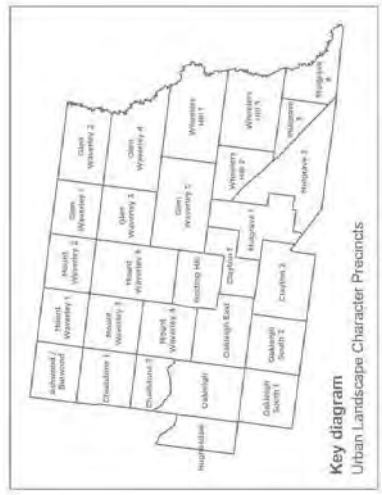 Ashwood /
Burwood
Mount
Waverley 1
Mount
Waverley 2
Glen
Waverley 1
Glen
Waverley 2
Chadstone 1
Mount
Waverley 3
Mount
Glen
Waverley 3
Glen
Waverley 4
Chadstone 2
Mount
Waverley 4
Notting Hill
Glen
Waverley 5
Wheelers
Hill 1
Hughesdale
Oakleigh
Oakleigh East
Clayton 1
Mulgrave 1
Wheelers
Hill 2
Wheelers
Hill 3
Oakleigh
South 1
Oakleigh
South 2
Clayton 2
Mulgrave 2
Mulgrave
Mulgrave
Key diagram
Urban Landscape Character Precincts